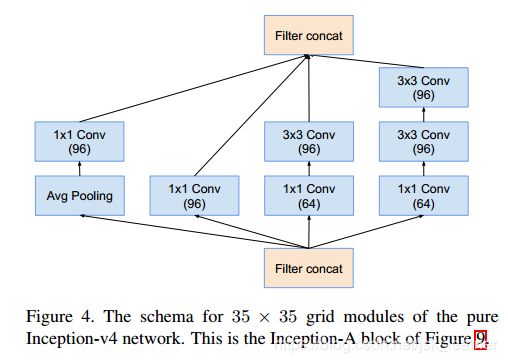 Filter concat
3x3 Conv
(96)
1x1 Conv
(96)
3x3 Conv
(96)
3x3 Conv
(96)
Avg Pooling
1x1 Conv
(96)
1x1 Conv
(64)
1x1 Conv
(64)
Filter concat
Figure 4. The schema for 35 × 35 grid modules of the pure
Inception-v4 network. This is the Inception-A block of Figure 9.